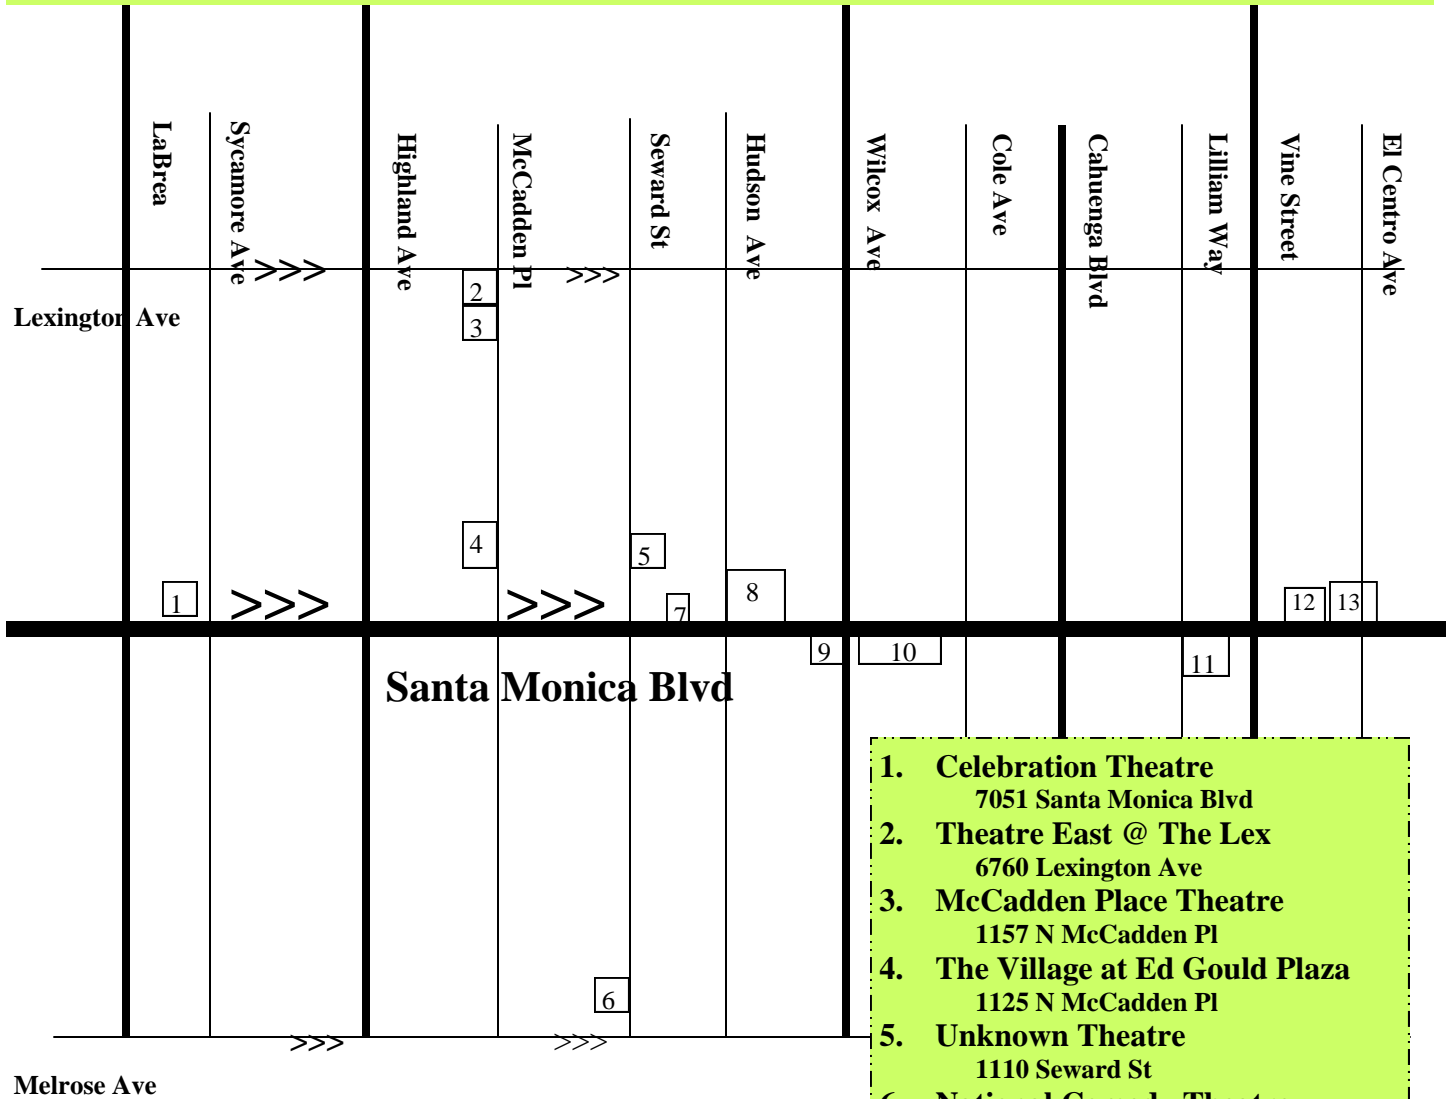 LaBrea
Sycamore Ave
Highland Ave
McCadden Pl
Seward St
Hudson Ave
Wilcox Ave
Cole Ave
Cahuenga Blvd
Lilliam Way
Vine Street
El Centro Ave
>>>
>>>
Lexington Ave
2
3
4
5
1
>>>
>>>
7
8
12
13
9
10
11
Santa Monica Blvd
6
>>>
>>>
Melrose Ave
1. Celebration Theatre
7051 Santa Monica Blvd
2. Theatre East @ The Lex
6760 Lexington Ave
3. McCadden Place Theatre
1157 N McCadden Pl
4. The Village at Ed Gould Plaza
1125 N McCadden Pl
5. Unknown Theatre
1110 Seward St
6. National Comedy Theatre